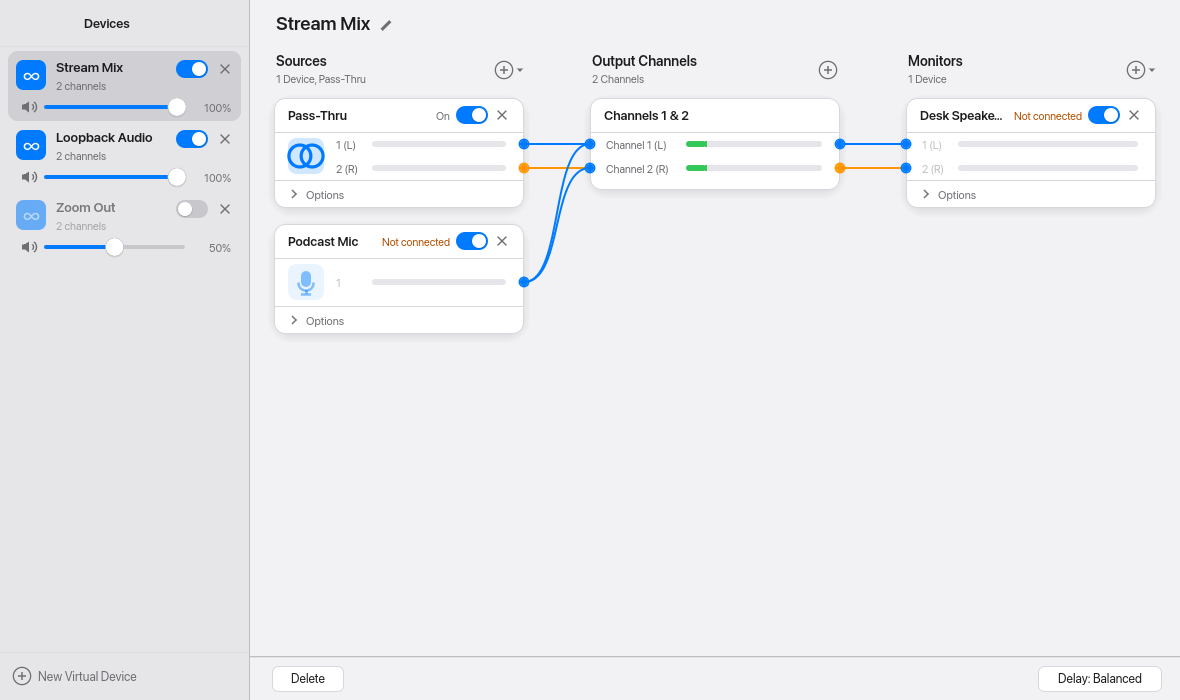 Devices
Stream Mix
2 channels
100%
Loopback Audio
2 channels
100%
Zoom Out
2 channels
50%
New Virtual Device
Stream Mix
Sources
1 Device, Pass-Thru
Pass-Thru
On
1 (L)
2 (R)
Options
Podcast Mic
Not connected
1
Options
Output Channels
2 Channels
Channels 1 & 2
Channel 1 (L)
Channel 2 (R)
Monitors
1 Device
Desk Speake...
Not connected
1 (L)
2 (R)
Options
Delete
Delay: Balanced